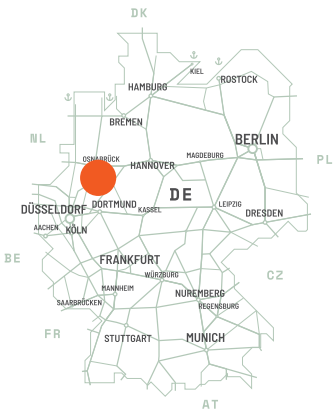 DK
KIEL
ROSTOCK
HAMBURG
BREMEN
NL
BERLIN
OSNABRÜCK
MAGDEBURG
PL
HANNOVER
DE
DORTMUND
LEIPZIG
DÜSSELDORF
KASSEL
DRESDEN
AACHEN
KÖLN
BE
FRANKFURT
WÜRZBURG
CZ
MANNHEIM
NUREMBERG
SAARBRÜCKEN
REGENSBURG
FR
STUTTGART
MUNICH
AT